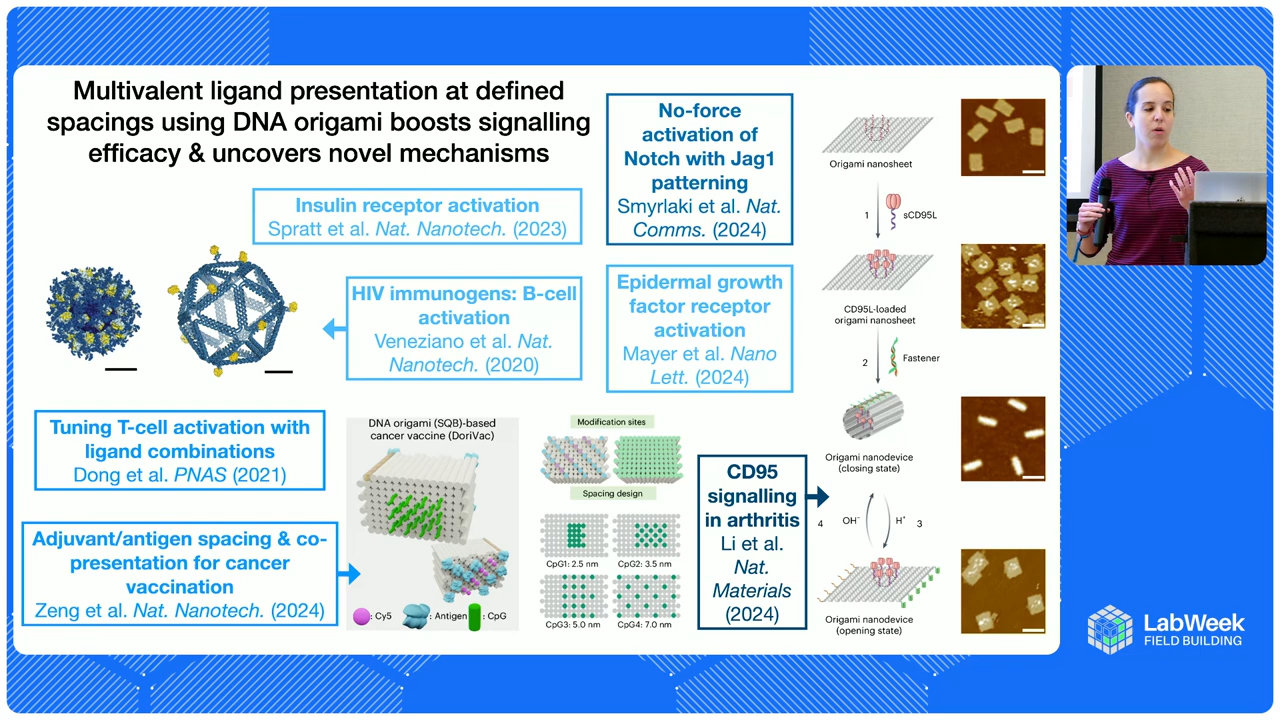 Multivalent ligand presentation at defined
spacings using DNA origami boosts signalling
efficacy & uncovers novel mechanisms
Insulin receptor activation
Spratt et al. Nat. Nanotech. (2023)
HIV immunogens: B-cell
activation
Veneziano et al. Nat.
Nanotech. (2020)
No-force
activation of
Notch with Jag1
patterning
Smyrlaki et al. Nat.
Comms. (2024)
Epidermal growth
factor receptor
activation
Mayer et al. Nano
Lett. (2024)
Tuning T-cell activation with
ligand combinations
Dong et al. PNAS (2021)
Adjuvant/antigen spacing & co-
presentation for cancer
vaccination
Zeng et al. Nat. Nanotech. (2024)
DNA origami (SQB)-based
cancer vaccine (DoriVac)
: Cy5
: Antigen
: CpG
Modification sites
Spacing design
CpG1: 2.5 nm
CpG2: 3.5 nm
CpG3: 5.0 nm
CpG4: 7.0 nm
CD95
signalling
in arthritis
Li et al.
Nat.
Materials
(2024)
Origami nanosheet
1
sCD95L
CD95L-loaded
origami nanosheet
2
Fastener
Origami nanodevice
(closing state)
4
OH⁻
H⁺
3
Origami nanodevice
(opening state)
LabWeek
FIELD BUILDING